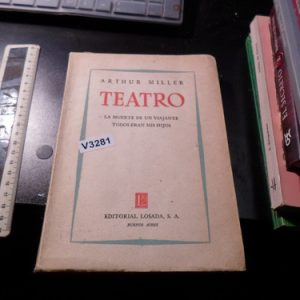 ARTHUR MILLER
TEATRO
LA MUERTE DE UN VIAJANTE
TODOS ERAN MIS HIJOS
V3281
EDITORIAL LOSADA, S. A.
BUENOS AIRES